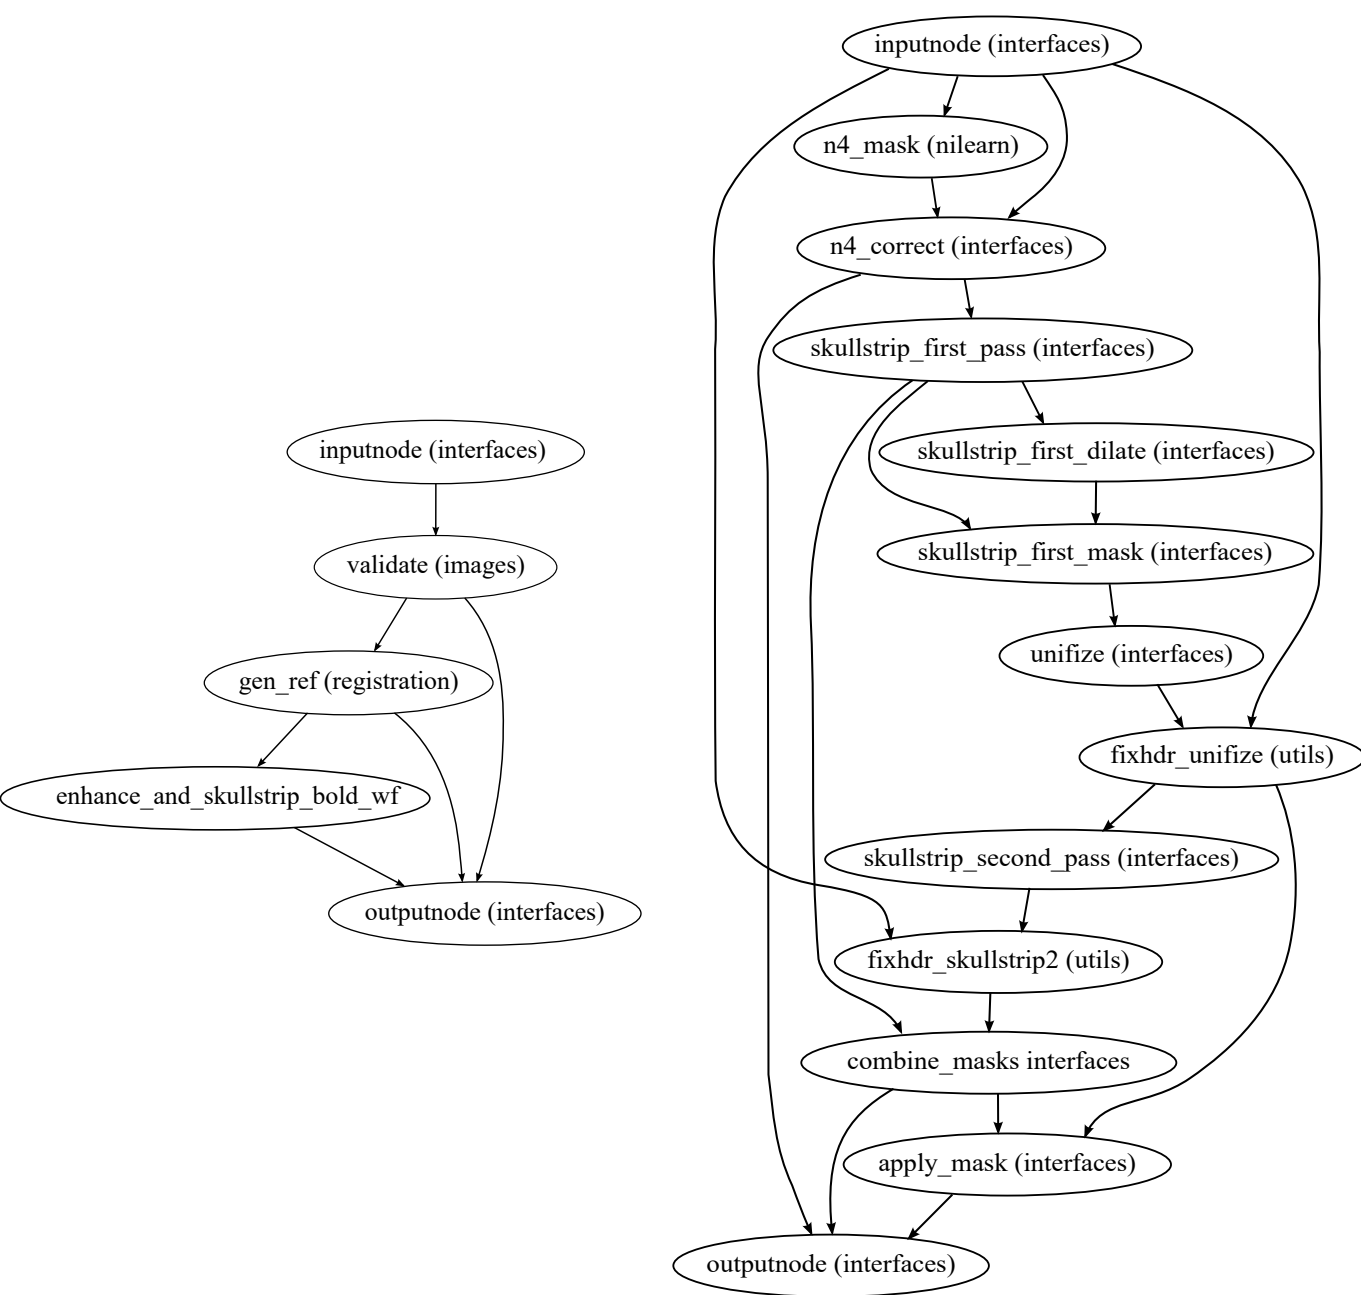 inputnode (interfaces)
validate (images)
gen_ref (registration)
enhance_and_skullstrip_bold_wf
outputnode (interfaces)
inputnode (interfaces)
n4_mask (nilearn)
n4_correct (interfaces)
skullstrip_first_pass (interfaces)
skullstrip_first_dilate (interfaces)
skullstrip_first_mask (interfaces)
unifize (interfaces)
fixhdr_unifize (utils)
skullstrip_second_pass (interfaces)
fixhdr_skullstrip2 (utils)
combine_masks interfaces
apply_mask (interfaces)
outputnode (interfaces)